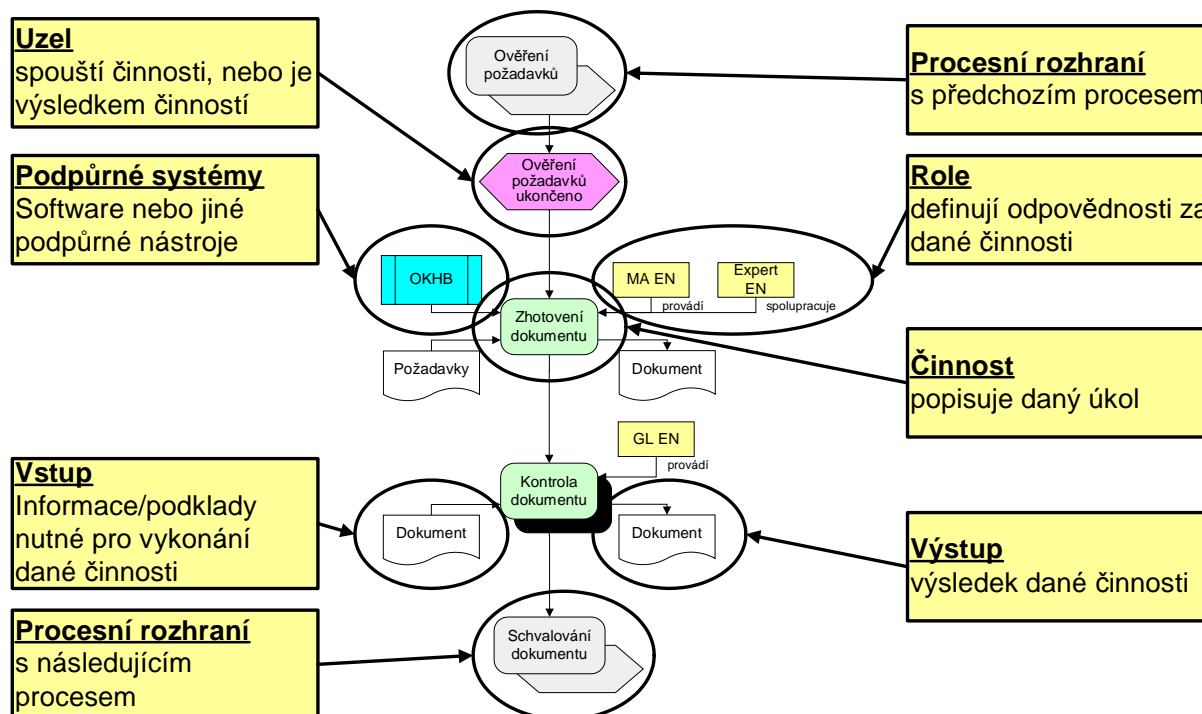 Uzel
spouští činnosti, nebo je
výsledkem činností
Ověření
požadavků
Procesní rozhraní
s předchozím procesem
Podpůrné systémy
Software nebo jiné
podpůrné nástroje
Ověření
požadavků
ukončeno
Role
definují odpovědnosti za
dané činnosti
OKHB
MA EN
provádí
Expert
EN
spolupracuje
Zhotovení
dokumentu
Požadavky
Dokument
Činnost
popisuje daný úkol
GL EN
provádí
Vstup
Informace/podklady
nutné pro vykonání
dané činnosti
Kontrola
dokumentu
Dokument
Dokument
Výstup
výsledek dané činnosti
Procesní rozhraní
s následujícím
procesem
Schvalování
dokumentu